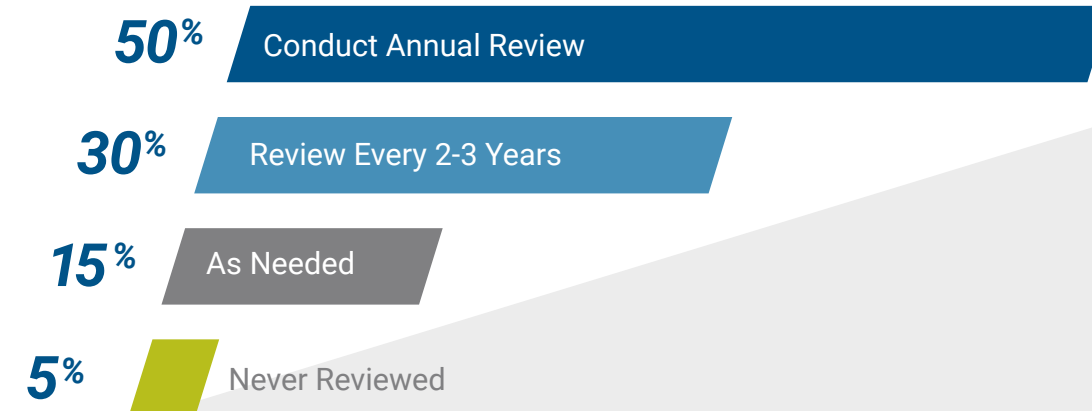 50% Conduct Annual Review
30% Review Every 2-3 Years
15% As Needed
5% Never Reviewed